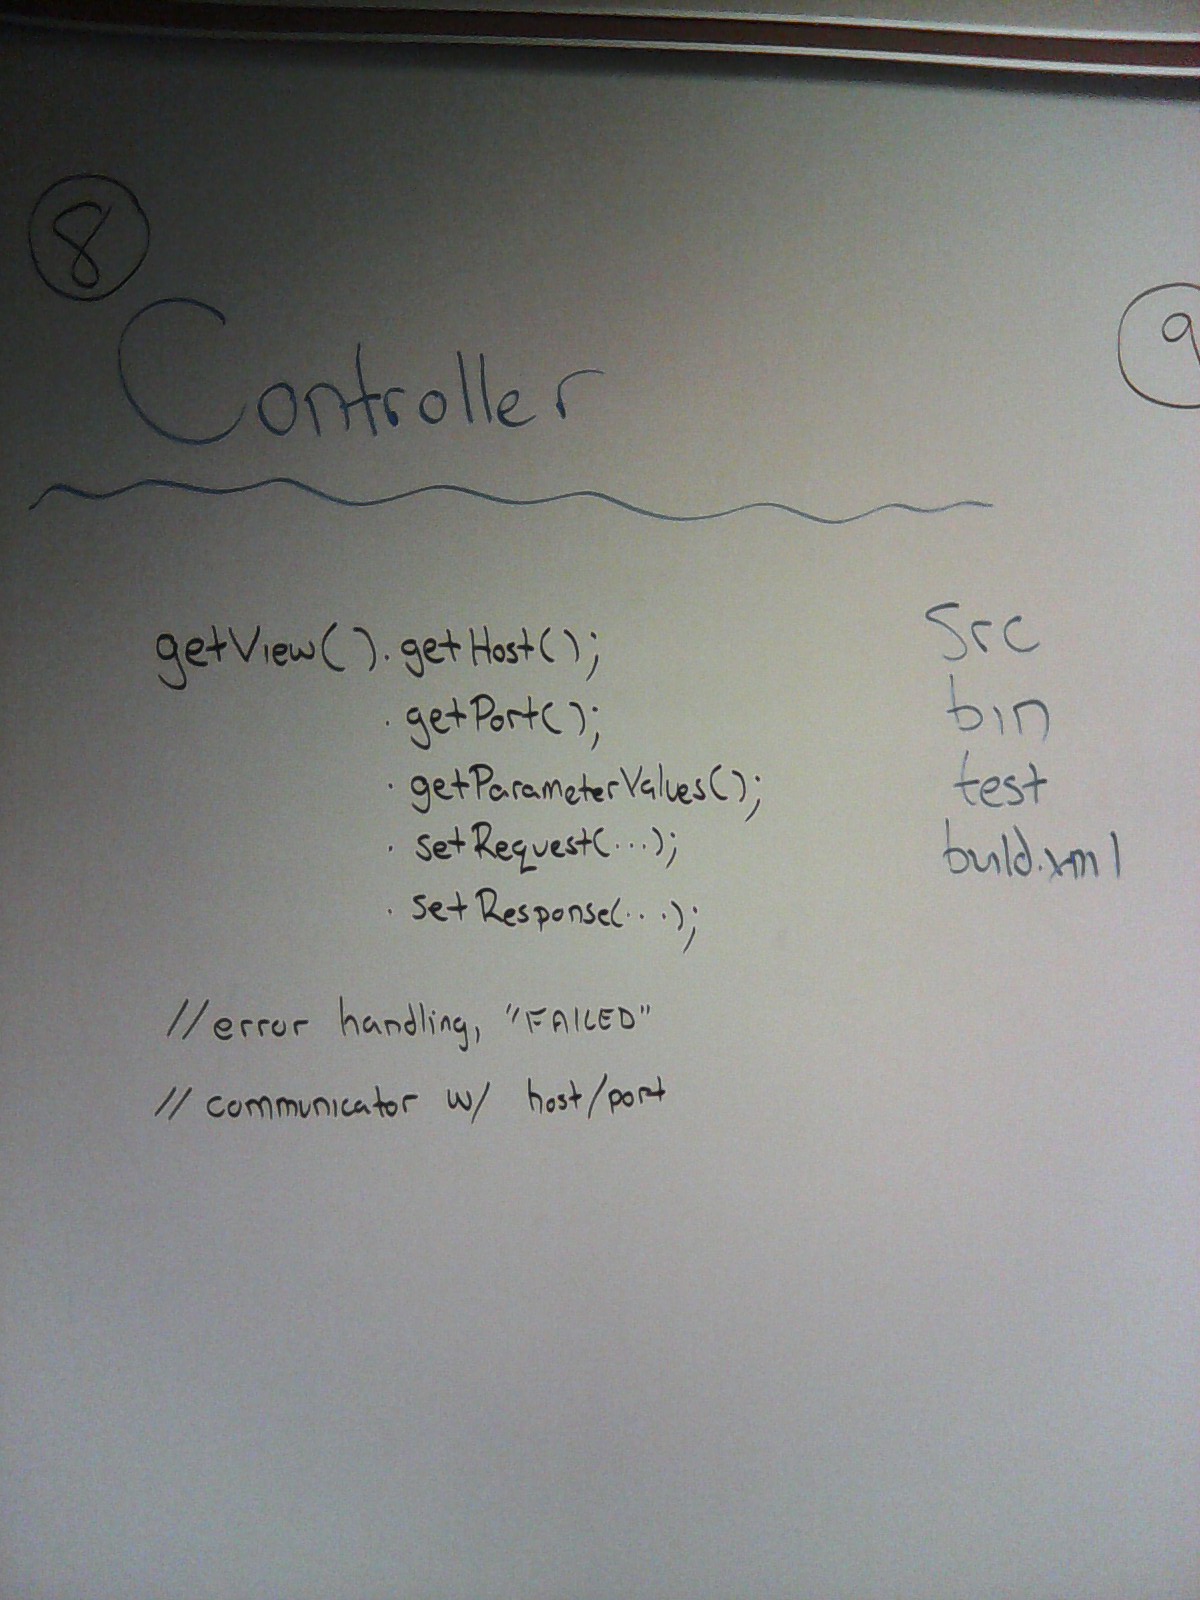 8
9
Controller
getView().getHost();
.getPort();
.getParameterValues();
.setRequest(...);
.setResponse(...);
//error handling, "FAILED"
// communicator w/ host/port
src
bin
test
build.xml